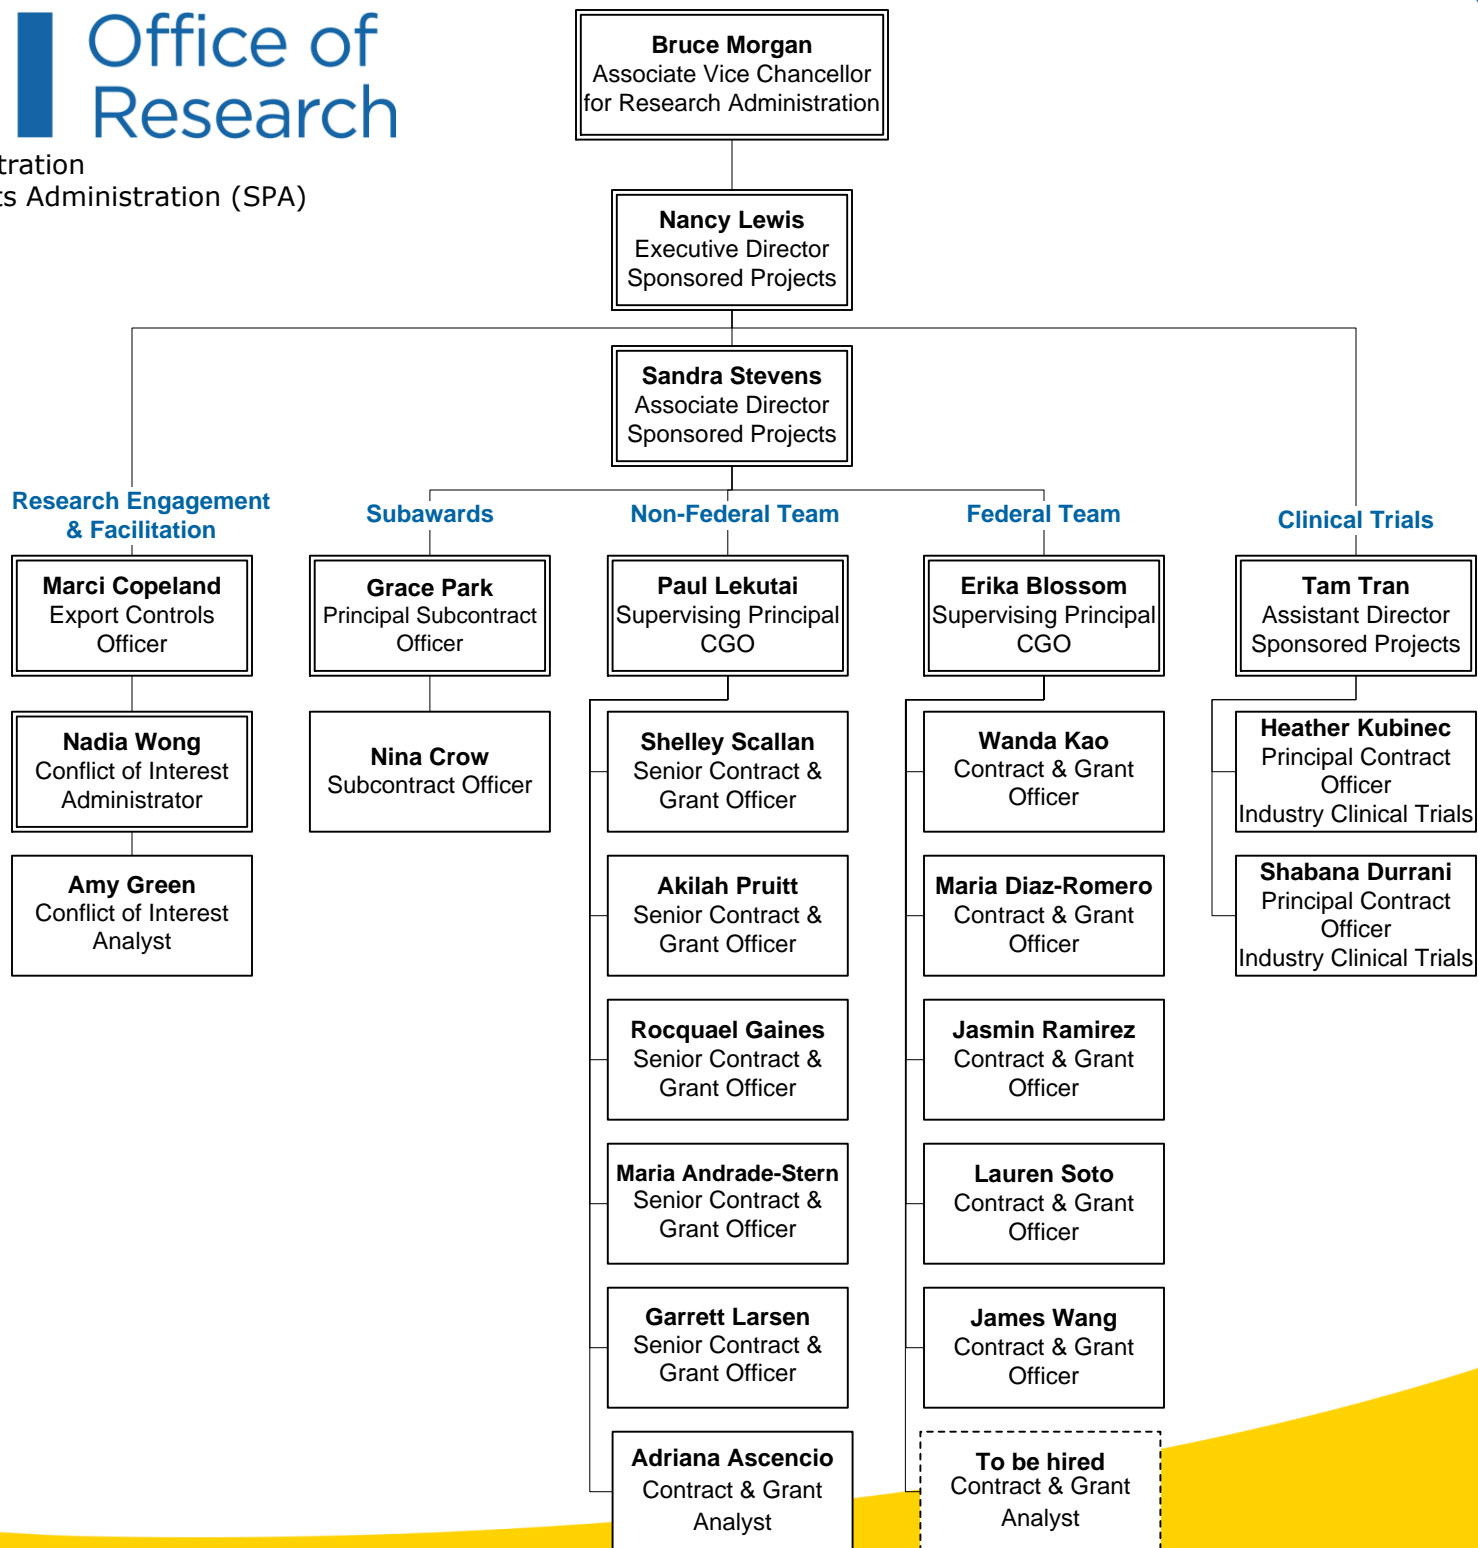 Office of
Research
tration
ts Administration (SPA)
Bruce Morgan
Associate Vice Chancellor
for Research Administration
Nancy Lewis
Executive Director
Sponsored Projects
Sandra Stevens
Associate Director
Sponsored Projects
Research Engagement
& Facilitation
Marci Copeland
Export Controls
Officer
Nadia Wong
Conflict of Interest
Administrator
Amy Green
Conflict of Interest
Analyst
Subawards
Grace Park
Principal Subcontract
Officer
Nina Crow
Subcontract Officer
Non-Federal Team
Paul Lekutai
Supervising Principal
CGO
Shelley Scallan
Senior Contract &
Grant Officer
Akilah Pruitt
Senior Contract &
Grant Officer
Rocquael Gaines
Senior Contract &
Grant Officer
Maria Andrade-Stern
Senior Contract &
Grant Officer
Garrett Larsen
Senior Contract &
Grant Officer
Adriana Ascencio
Contract & Grant
Analyst
Federal Team
Erika Blossom
Supervising Principal
CGO
Wanda Kao
Contract & Grant
Officer
Maria Diaz-Romero
Contract & Grant
Officer
Jasmin Ramirez
Contract & Grant
Officer
Lauren Soto
Contract & Grant
Officer
James Wang
Contract & Grant
Officer
To be hired
Contract & Grant
Analyst
Clinical Trials
Tam Tran
Assistant Director
Sponsored Projects
Heather Kubinec
Principal Contract
Officer
Industry Clinical Trials
Shabana Durrani
Principal Contract
Officer
Industry Clinical Trials